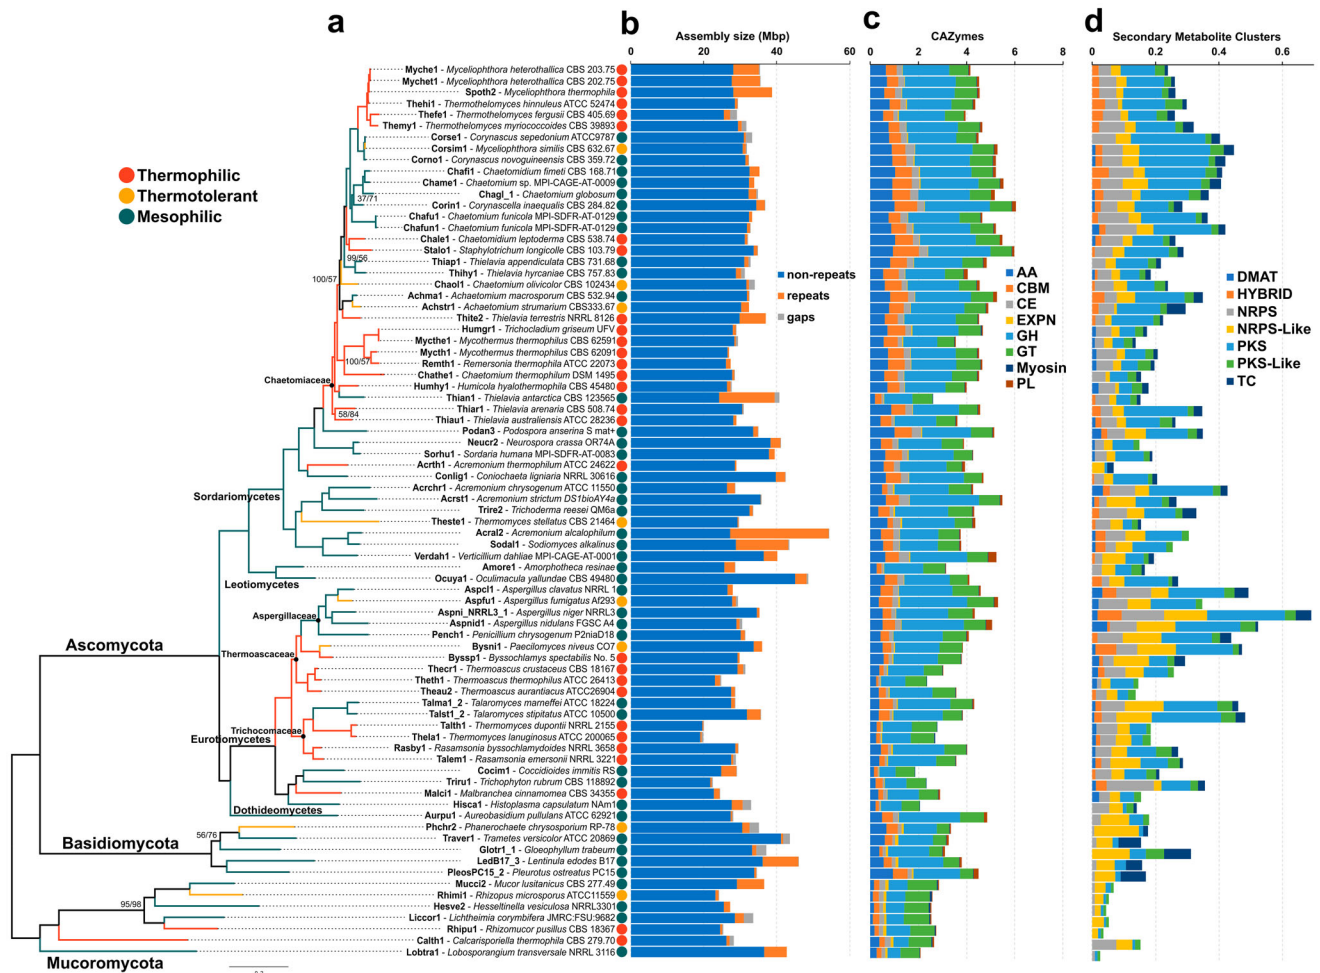 a
b
c
d
Assembly size (Mbp)
CAZymes
Secondary Metabolite Clusters
0 20 40 60
0 2 4 6 8
0 0.2 0.4 0.6
Thermotphilic
Thermotolerant
Mesophilic
Myche1 - Myceliophthora heterothallica CBS 203.75
Mychet1 - Myceliophthora heterothallica CBS 202.75
Spoth2 - Myceliophthora thermophila
Thehi1 - Thermothelomyces hinnuleus ATCC 52474
Thefe1 - Thermothelomyces fergusii CBS 405.69
Themy1 - Thermothelomyces myriococcoides CBS 39893
Corse1 - Corynascus sepedonium ATCC9787
Corsim1 - Myceliophthora similis CBS 632.67
Corno1 - Corynascus novoguineensis CBS 359.72
Chafi1 - Chaetomidium fimeti CBS 168.71
Chame1 - Chaetomium sp. MPI-CAGE-AT-0009
Chagl_1 - Chaetomium globosum
37/71
Corin1 - Corynascella inaequalis CBS 284.82
Chafu1 - Chaetomium funicola MPI-SDFR-AT-0129
Chafun1 - Chaetomium funicola MPI-SDFR-AT-0129
Chale1 - Chaetomidium leptoderma CBS 538.74
Stalo1 - Staphylotrichum longicolle CBS 103.79
99/56
Thiap1 - Thielavia appendiculata CBS 731.68
Thihy1 - Thielavia hyrcaniae CBS 757.83
100/57
Chaol1 - Chaetomium olivicolor CBS 102434
Achma1 - Achaetomium macrosporum CBS 532.94
Achstr1 - Achaetomium strumarium CBS333.67
Thite2 - Thielavia terrestris NRRL 8126
Humgr1 - Trichocladium griseum UFV
Mycthe1 - Mycothermus thermophilus CBS 62591
Mycth1 - Mycothermus thermophilus CBS 62091
100/57
Remth1 - Remersonia thermophila ATCC 22073
Chathe1 - Chaetomium thermophilum DSM 1495
Chaetomiaceae
Humhy1 - Humicola hyalothermophila CBS 45480
Thian1 - Thielavia antarctica CBS 123565
Thiar1 - Thielavia arenaria CBS 508.74
58/84
Thiau1 - Thielavia australiensis ATCC 28236
Podan3 - Podospora anserina S mat+
Neucr2 - Neurospora crassa OR74A
Sorhu1 - Sordaria humana MPI-SDFR-AT-0083
Acrth1 - Acremonium thermophilum ATCC 24622
Conlig1 - Coniochaeta ligniaria NRRL 30616
Acrchr1 - Acremonium chrysogenum ATCC 11550
Sordariomycetes
Acrst1 - Acremonium strictum DS1bioAY4a
Trire2 - Trichoderma reesei QM6a
Theste1 - Thermomyces stellatus CBS 21464
Acral2 - Acremonium alcalophilum
Sodal1 - Sodiomyces alkalinus
Verdah1 - Verticillium dahliae MPI-CAGE-AT-0001
Amore1 - Amorphotheca resinae
Leotiomycetes
Ocuya1 - Oculimacula yallundae CBS 49480
Aspcl1 - Aspergillus clavatus NRRL 1
Aspfu1 - Aspergillus fumigatus Af293
Aspergillaceae
Aspni_NRRL3_1 - Aspergillus niger NRRL3
Aspnid1 - Aspergillus nidulans FGSC A4
Pench1 - Penicillium chrysogenum P2niaD18
Ascomycota
Bysni1 - Paecilomyces niveus CO7
Thermoascaceae
Byssp1 - Byssochlamys spectabilis No. 5
Thecr1 - Thermoascus crustaceus CBS 18167
Theth1 - Thermoascus thermophilus ATCC 26413
Theau2 - Thermoascus aurantiacus ATCC26904
Talma1_2 - Talaromyces marneffei ATCC 18224
Talst1_2 - Talaromyces stipitatus ATCC 10500
Trichocomaceae
Talth1 - Thermomyces dupontii NRRL 2155
Thela1 - Thermomyces lanuginosus ATCC 200065
Eurotiomycetes
Rasby1 - Rasamsonia byssochlamydoides NRRL 3658
Talem1 - Rasamsonia emersonii NRRL 3221
Cocim1 - Coccidioides immitis RS
Triru1 - Trichophyton rubrum CBS 118892
Malci1 - Malbranchea cinnamomea CBS 34355
Hisca1 - Histoplasma capsulatum NAm1
Dothideomycetes
Aurpu1 - Aureobasidium pullulans ATCC 62921
Phchr2 - Phanerochaete chrysosporium RP-78
56/76
Traver1 - Trametes versicolor ATCC 20869
Basidiomycota
Glotr1_1 - Gloeophyllum trabeum
LedB17_3 - Lentinula edodes B17
PleosPC15_2 - Pleurotus ostreatus PC15
Mucci2 - Mucor lusitanicus CBS 277.49
Rhimi1 - Rhizopus microsporus ATCC11559
95/98
Hesve2 - Hesseltinella vesiculosa NRRL3301
Liccor1 - Lichtheimia corymbifera JMRC:FSU:9682
Rhipu1 - Rhizomucor pusillus CBS 18367
Calth1 - Calcarisporiella thermophila CBS 279.70
Lobtra1 - Lobosporangium transversale NRRL 3116
Mucoromycota
non-repeats
repeats
gaps
AA
CBM
CE
EXPN
GH
GT
Myosin
PL
DMAT
HYBRID
NRPS
NRPS-Like
PKS
PKS-Like
TC